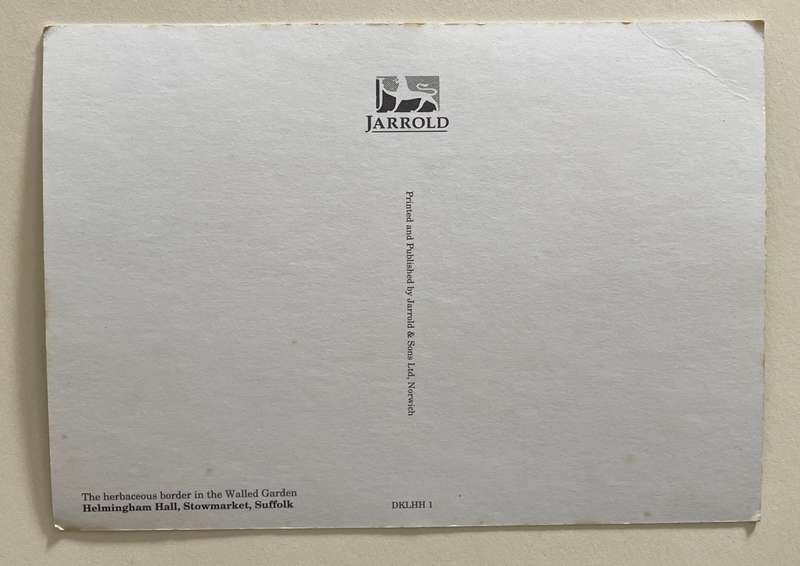 JARROLD
Printed and Published by Jarrold & Sons Ltd, Norwich
The herbaceous border in the Walled Garden
Helmingham Hall, Stowmarket, Suffolk
DKLHH 1